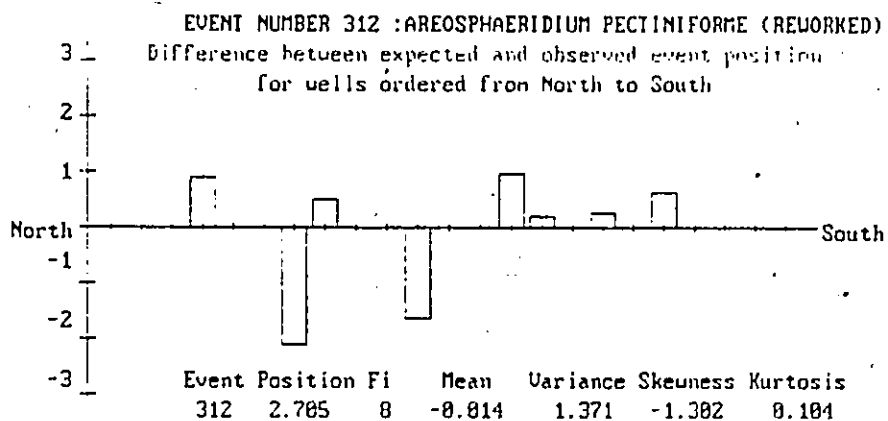 EVENT NUMBER 312 :AREOSPHAERIDIUM PECTINIFORME (REWORKED)
Difference between expected and observed event position
for wells ordered from North to South
3
2
1
North
South
-1
-2
-3
Event Position Fi Mean Variance Skewness Kurtosis
312 2.705 8 -0.014 1.371 -1.302 0.104